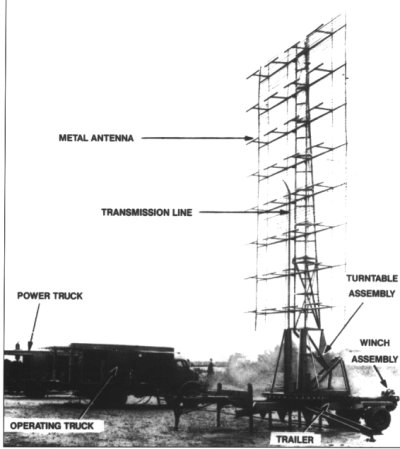 METAL ANTENNA
TRANSMISSION LINE
TURNTABLE
ASSEMBLY
POWER TRUCK
WINCH
ASSEMBLY
OPERATING TRUCK
TRAILER